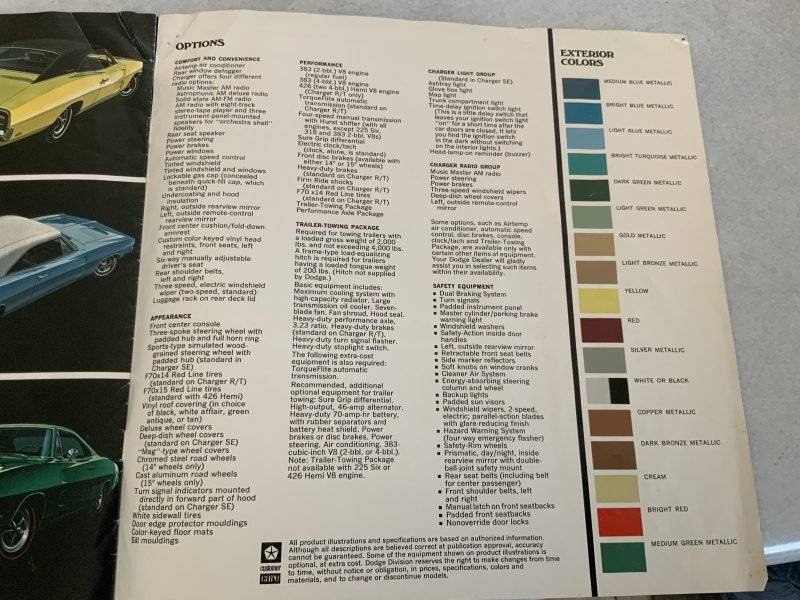 OPTIONS
COMFORT AND CONVENIENCE
Airtemp air conditioner
Rear window defogger
Charger offers four different
radio options:
Music Master AM radio
Astrophonic AM deluxe radio
Solid-state AM-FM radio
AM radio with eight-track
stereo-tape player and three
instrument-panel-mounted
speakers for "orchestra shell"
fidelity
Rear seat speaker
Power steering
Power brakes
Power windows
Automatic speed control
Tinted windshield
Tinted windshield and windows
Lockable gas cap (concealed
beneath quick-fill cap, which
is standard)
Undercoating and hood
insulation
Right, outside rearview mirror
Left, outside remote-control
rearview mirror
Front center cushion/fold-down
armrest
Custom color-keyed vinyl head
restraints, front seats, left
and right
Six-way manually adjustable
driver's seat
Rear shoulder belts,
left and right
Three-speed, electric windshield
wiper (two-speed, standard)
Luggage rack on rear deck lid
APPEARANCE
Front center console
Three-spoke steering wheel with
padded hub and full horn ring
Sports-type simulated wood-
grained steering wheel with
padded hub (standard in
Charger SE)
F70x14 Red Line tires
(standard on Charger R/T)
F70x15 Red Line tires
(standard with 426 Hemi)
Vinyl roof covering (in choice
of black, white affair, green
antique, or tan)
Deluxe wheel covers
Deep-dish wheel covers
(standard on Charger SE)
"Mag"-type wheel covers
Chromed steel road wheels
(14" wheels only)
Cast aluminum road wheels
(15" wheels only)
Turn signal indicators mounted
directly in forward part of hood
(standard on Charger SE)
White sidewall tires
Door edge protector mouldings
Color-keyed floor mats
Sill mouldings
PERFORMANCE
383 (2-bbl.) V8 engine
(regular fuel)
383 (4-bbl.) V8 engine
426 (two 4-bbl.) Hemi V8 engine
(Charger R/T only)
TorqueFlite automatic
transmission (standard on
Charger R/T)
Four-speed manual transmission
with Hurst shifter (with all
engines, except 225 Six,
318 and 383 2-bbl. V8s)
Sure Grip differential
Electric clock/tach
(clock, alone, is standard)
Front disc brakes (available with
either 14" or 15" wheels)
Heavy-duty brakes
(standard on Charger R/T)
Firm Ride shocks
(standard on Charger R/T)
F70 x14 Red Line tires
(standard on Charger R/T)
Trailer-Towing Package
Performance Axle Package
TRAILER-TOWING PACKAGE
Required for towing trailers with
a loaded gross weight of 2,000
lbs. and not exceeding 4,000 lbs.
A frame-type load-equalizing
hitch is required for trailers
having a loaded tongue-weight
of 200 lbs. (Hitch not supplied
by Dodge.)
Basic equipment includes:
Maximum cooling system with
high-capacity radiator, Large
transmission oil cooler. Seven-
blade fan. Fan shroud, Hood seal.
Heavy-duty performance axle,
3.23 ratio. Heavy-duty brakes
(standard on Charger R/T).
Heavy-duty turn signal flasher.
Heavy-duty stoplight switch.
The following extra-cost
equipment is also required:
TorqueFlite automatic
transmission.
Recommended, additional
optional equipment for trailer
towing: Sure Grip differential.
High-output, 46-amp alternator.
Heavy-duty 70-amp-hr battery,
with rubber separators and
battery heat shield. Power
brakes or disc brakes. Power
steering. Air conditioning. 383-
cubic-inch V8 (2-bbl. or 4-bbl.).
Note: Trailer-Towing Package
not available with 225 Six or
426 Hemi V8 engine.
CHARGER LIGHT GROUP
(Standard in Charger SE)
Ashtray light
Glove box light
Map light
Trunk compartment light
Time-delay ignition switch light
(This is a little delay switch that
leaves your ignition switch light
"on" for a short time after the
car doors are closed. It lets
you find the ignition switch
in the dark without switching
on the interior lights.)
Head-lamp-on reminder (buzzer)
CHARGER RADIO GROUP
Music Master AM radio
Power steering
Power brakes
Three-speed windshield wipers
Deep-dish wheel covers
Left, outside remote-control
mirror
Some options, such as Airtemp
air conditioner, automatic speed
control, disc brakes, console,
clock/tach and Trailer-Towing
Package, are available only with
certain other items of equipment.
Your Dodge Dealer will gladly
assist you in selecting such items
within their availability.
SAFETY EQUIPMENT
■ Dual Braking System
■ Turn signals
■ Padded instrument panel
■ Master cylinder/parking brake
warning light
■ Windshield washers
■ Safety-Action inside door
handles
■ Left, outside rearview mirror
■ Retractable front seat belts
■ Side marker reflectors
■ Soft knobs on window cranks
■ Cleaner Air System
■ Energy-absorbing steering
column and wheel
■ Backup lights
■ Padded sun visors
■ Windshield wipers, 2-speed,
electric; parallel-action blades
with glare-reducing finish
■ Hazard Warning System
(four-way emergency flasher)
■ Safety-Rim wheels
■ Prismatic, day/night, inside
rearview mirror with double-
ball-joint safety mount
■ Rear seat belts (including belt
for center passenger)
■ Front shoulder belts, left
and right
■ Manual latch on front seatbacks
■ Padded front seatbacks
■ Nonoverride door locks
customer
care
All product illustrations and specifications are based on authorized information.
Although all descriptions are believed correct at publication approval, accuracy
cannot be guaranteed. Some of the equipment shown on product illustrations is
optional, at extra cost. Dodge Division reserves the right to make changes from time
to time, without notice or obligation, in prices, specifications, colors and
materials, and to change or discontinue models.
EXTERIOR
COLORS
MEDIUM BLUE METALLIC
BRIGHT BLUE METALLIC
LIGHT BLUE METALLIC
BRIGHT TURQUOISE METALLIC
DARK GREEN METALLIC
LIGHT GREEN METALLIC
GOLD METALLIC
LIGHT BRONZE METALLIC
YELLOW
RED
SILVER METALLIC
WHITE OR BLACK
COPPER METALLIC
DARK BRONZE METALLIC
CREAM
BRIGHT RED
MEDIUM GREEN METALLIC